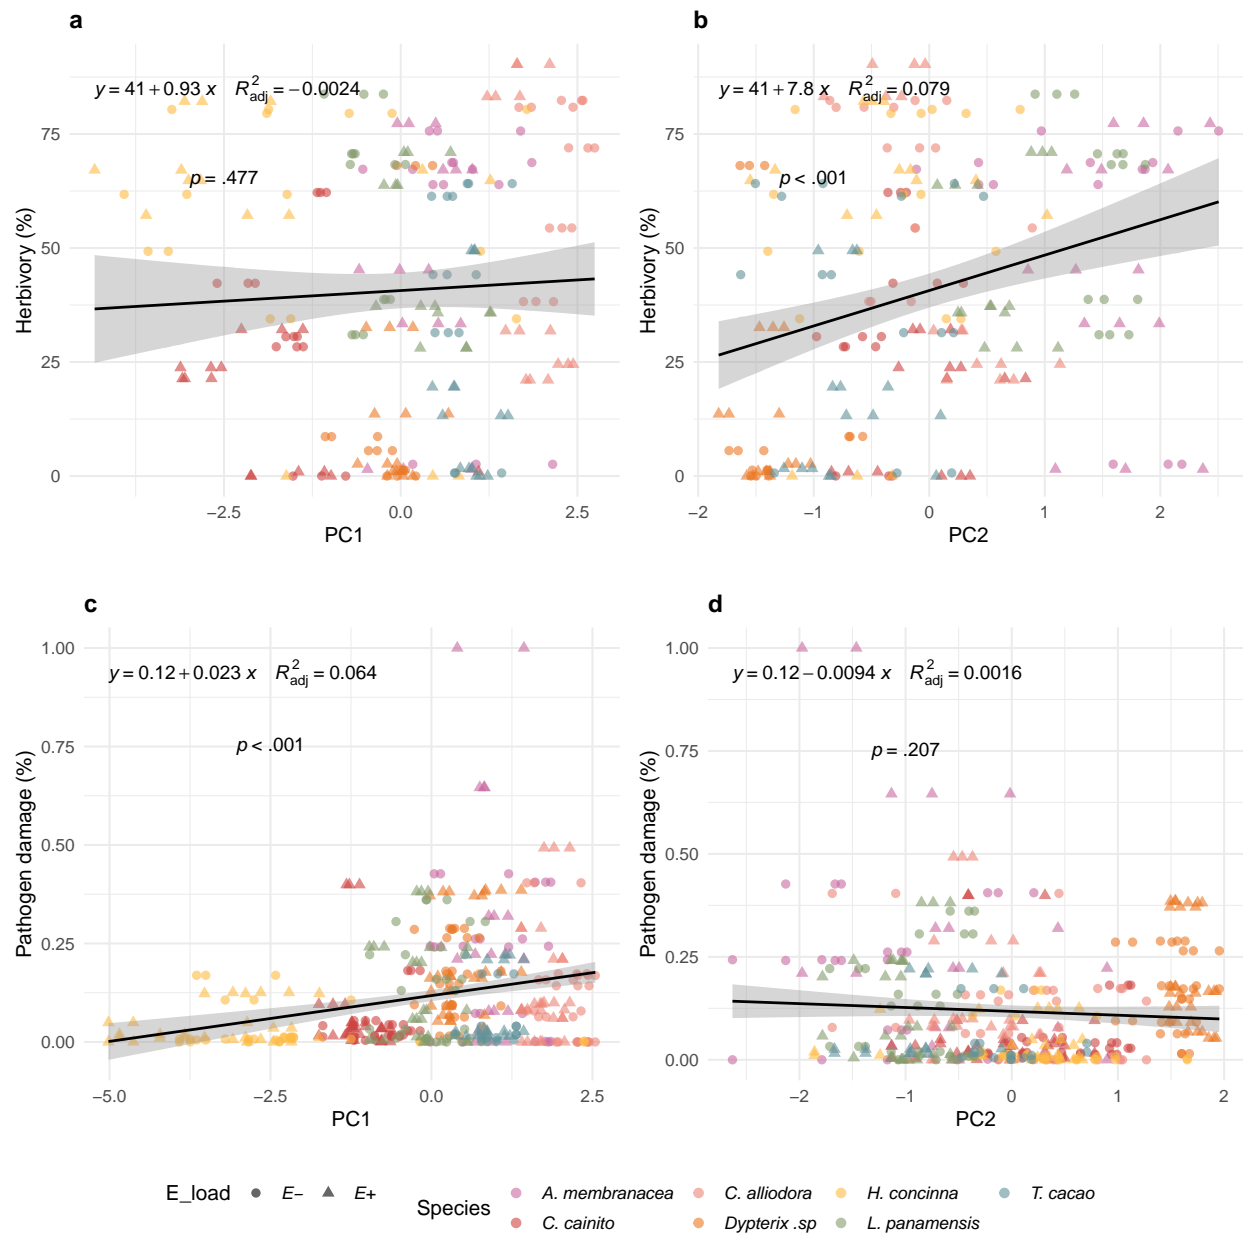 a
y = 41 + 0.93 x R²adj = −0.0024
p = .477
Herbivory (%)
75
50
25
0
−2.5
0.0
2.5
PC1
b
y = 41 + 7.8 x R²adj = 0.079
p < .001
Herbivory (%)
75
50
25
0
−2
−1
0
1
2
PC2
c
y = 0.12 + 0.023 x R²adj = 0.064
p < .001
Pathogen damage (%)
1.00
0.75
0.50
0.25
0.00
−5.0
−2.5
0.0
2.5
PC1
d
y = 0.12 − 0.0094 x R²adj = 0.0016
p = .207
Pathogen damage (%)
1.00
0.75
0.50
0.25
0.00
−2
−1
0
1
2
PC2
E_load E− E+
Species
A. membranacea C. alliodora H. concinna T. cacao
C. cainito Dypterix .sp L. panamensis